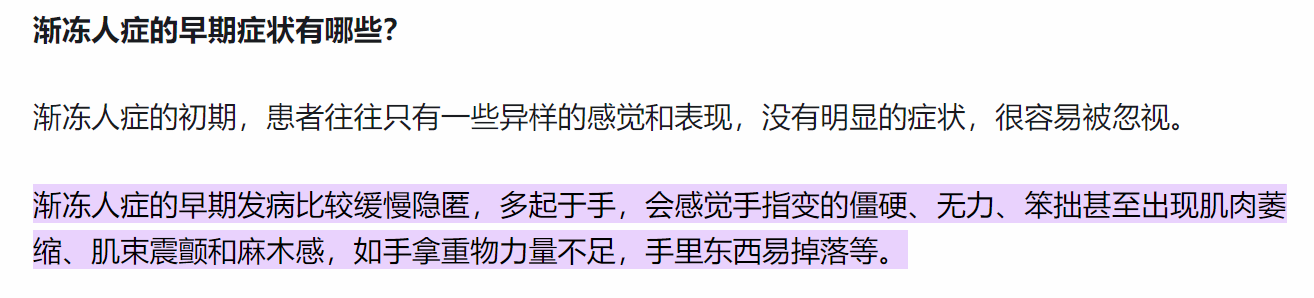 渐冻人症的早期症状有哪些？
渐冻人症的初期，患者往往只有一些异样的感觉和表现，没有明显的症状，很容易被忽视。
渐冻人症的早期发病比较缓慢隐匿，多起于手，会感觉手指变的僵硬、无力、笨拙甚至出现肌肉萎
缩、肌束震颤和麻木感，如手拿重物力量不足，手里东西易掉落等。